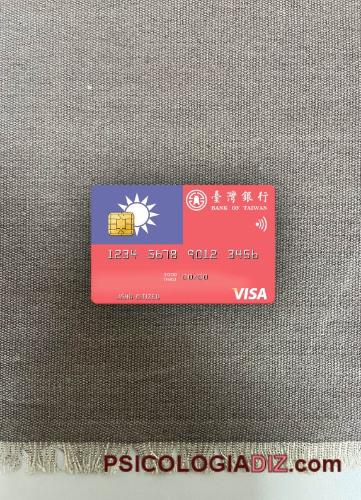 臺灣銀行
BANK OF TAIWAN
1234 5678 9012 3456
00/00
VISA
PSICOLOGIADIZ.com